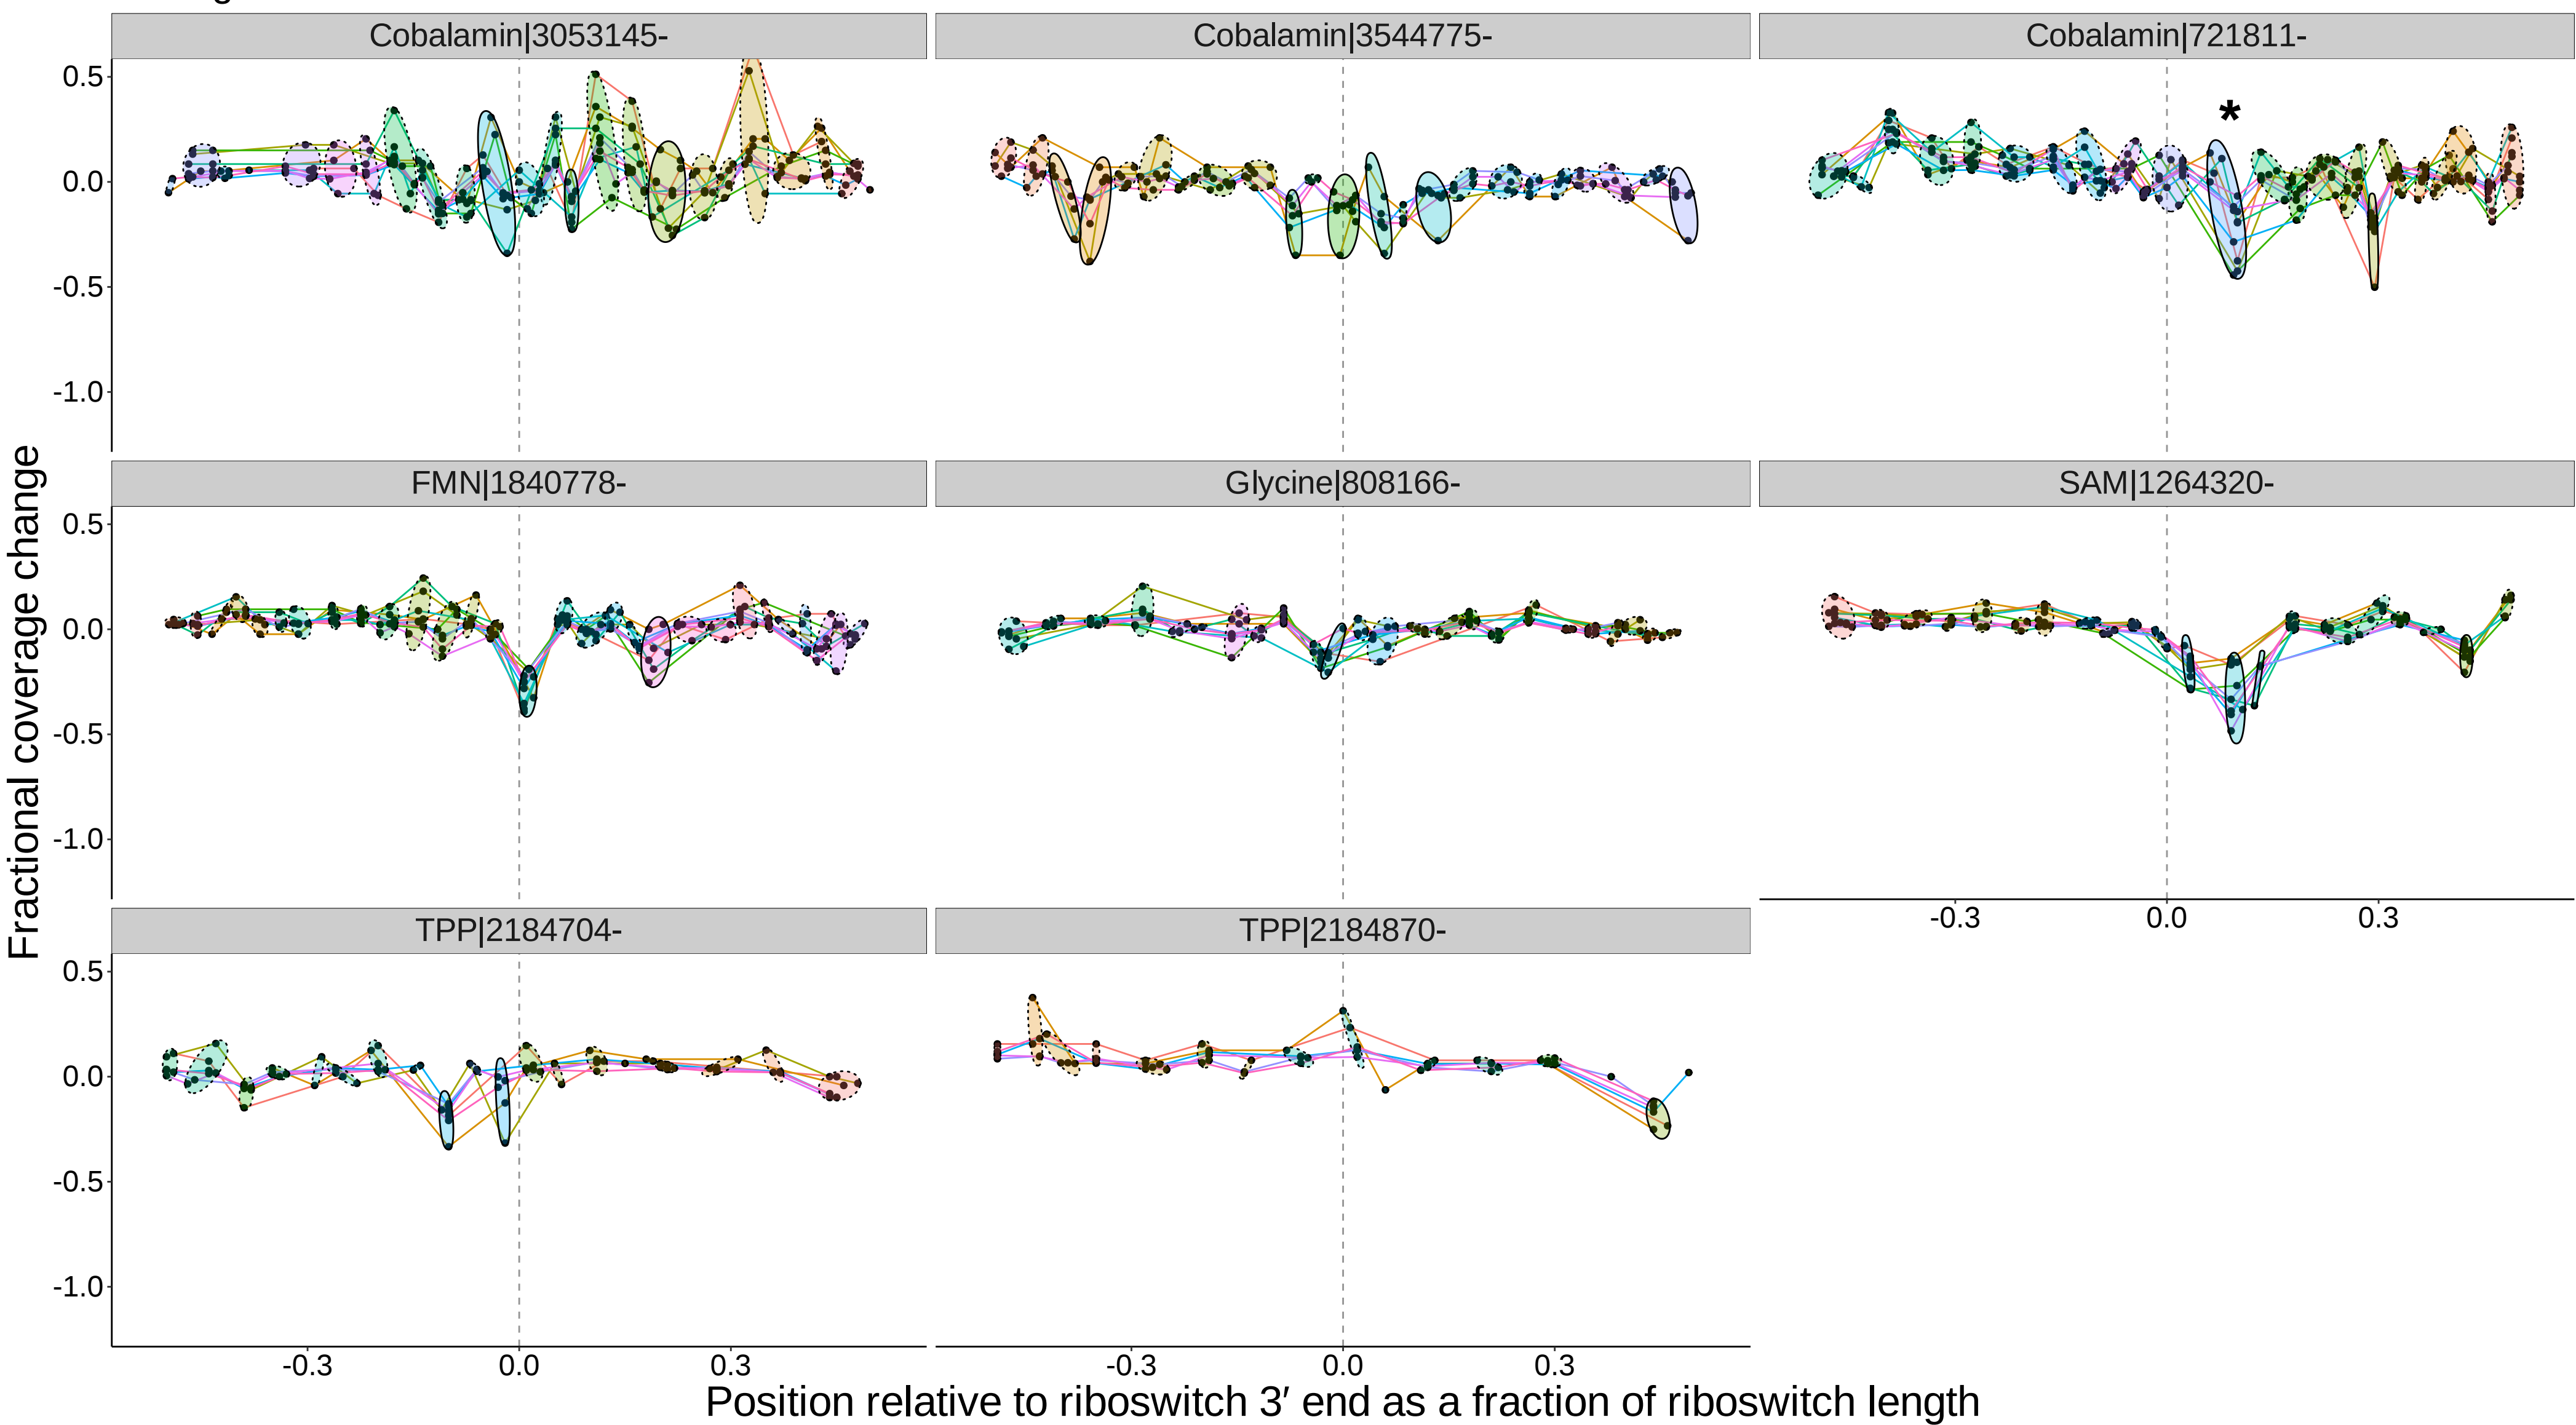 Cobalamin|3053145- Cobalamin|3544775- Cobalamin|721811-
0.5
0.0
-0.5
-1.0
*
FMN|1840778- Glycine|808166- SAM|1264320-
0.5
0.0
-0.5
-1.0
-0.3 0.0 0.3
TPP|2184704- TPP|2184870-
0.5
0.0
-0.5
-1.0
-0.3 0.0 0.3 -0.3 0.0 0.3
Fractional coverage change
Position relative to riboswitch 3′ end as a fraction of riboswitch length